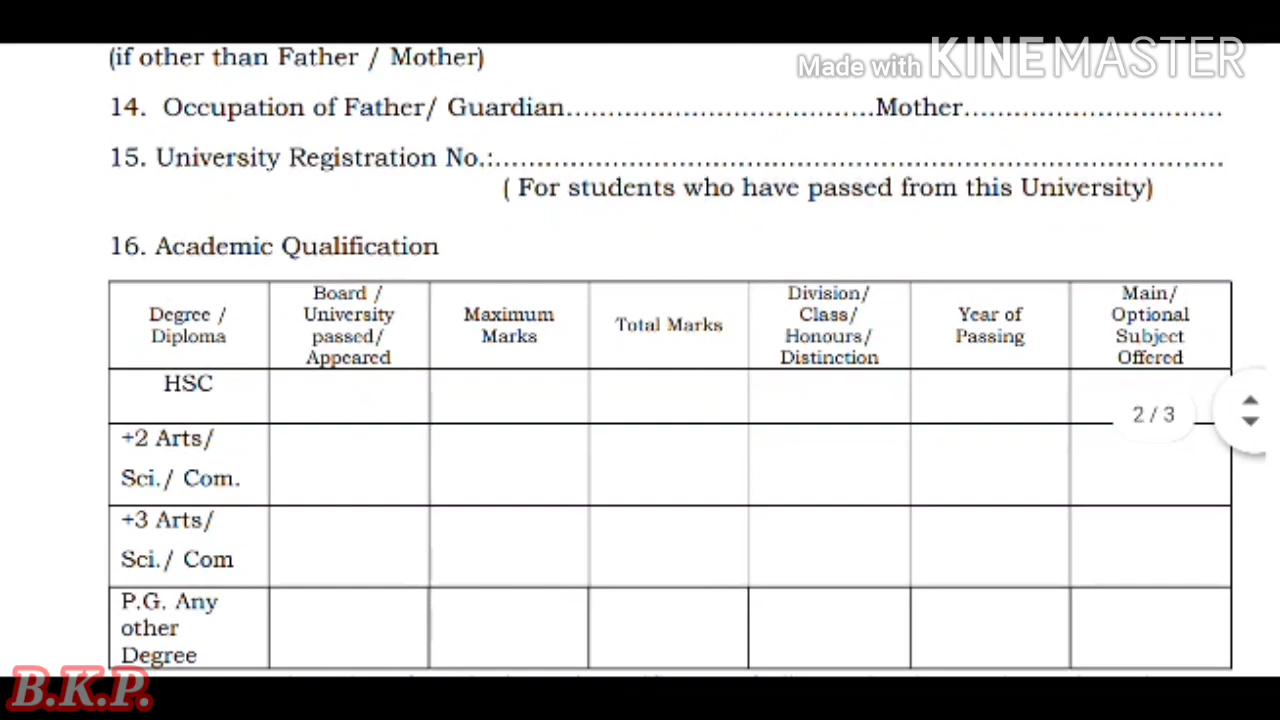 (if other than Father / Mother)
Made with KINEMASTER
14. Occupation of Father/ Guardian..................................Mother..............................
15. University Registration No.:......................................................................................
( For students who have passed from this University)
16. Academic Qualification
Degree / Diploma
Board / University passed/ Appeared
Maximum Marks
Total Marks
Division/ Class/ Honours/ Distinction
Year of Passing
Main/ Optional Subject Offered
HSC
2 / 3
+2 Arts/
Sci./ Com.
+3 Arts/
Sci./ Com
P.G. Any
other
Degree
B.K.P.